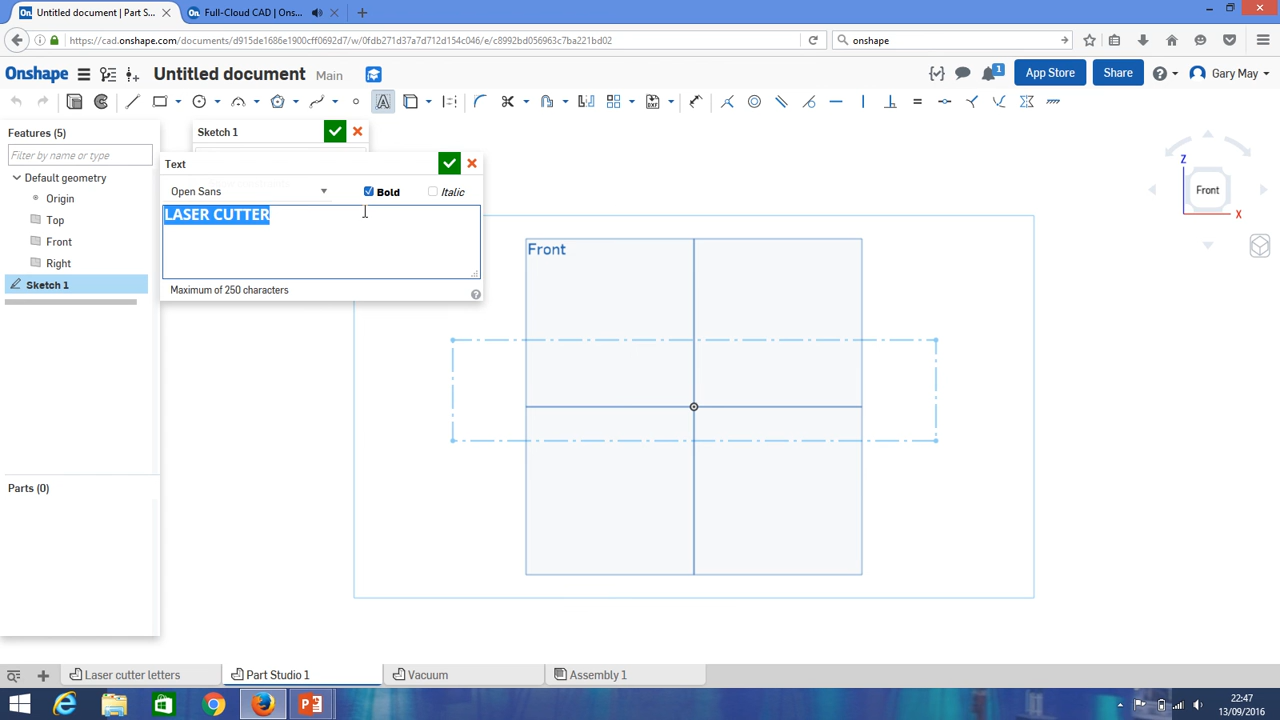 Untitled document | Part S...
Full-Cloud CAD | Ons...
https://cad.onshape.com/documents/d915de1686e1900cff0692d7/w/0fdb271d37a7d712d154c046/e/c8992bd056963c7ba221bd02
onshape
Onshape
Untitled document
Main
1
App Store
Share
Gary May
Features (5)
Filter by name or type
Default geometry
Origin
Top
Front
Right
Sketch 1
Parts (0)
Sketch 1
Text
Open Sans
Bold
Italic
LASER CUTTER
Maximum of 250 characters
Front
Z
Front
X
Laser cutter letters
Part Studio 1
Vacuum
Assembly 1
22:47
13/09/2016